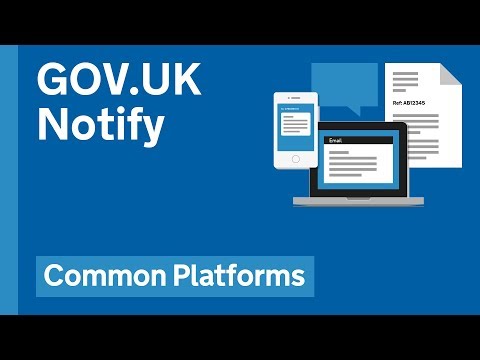 GOV.UK
Notify
Ref: AB12345
Email
Common Platforms